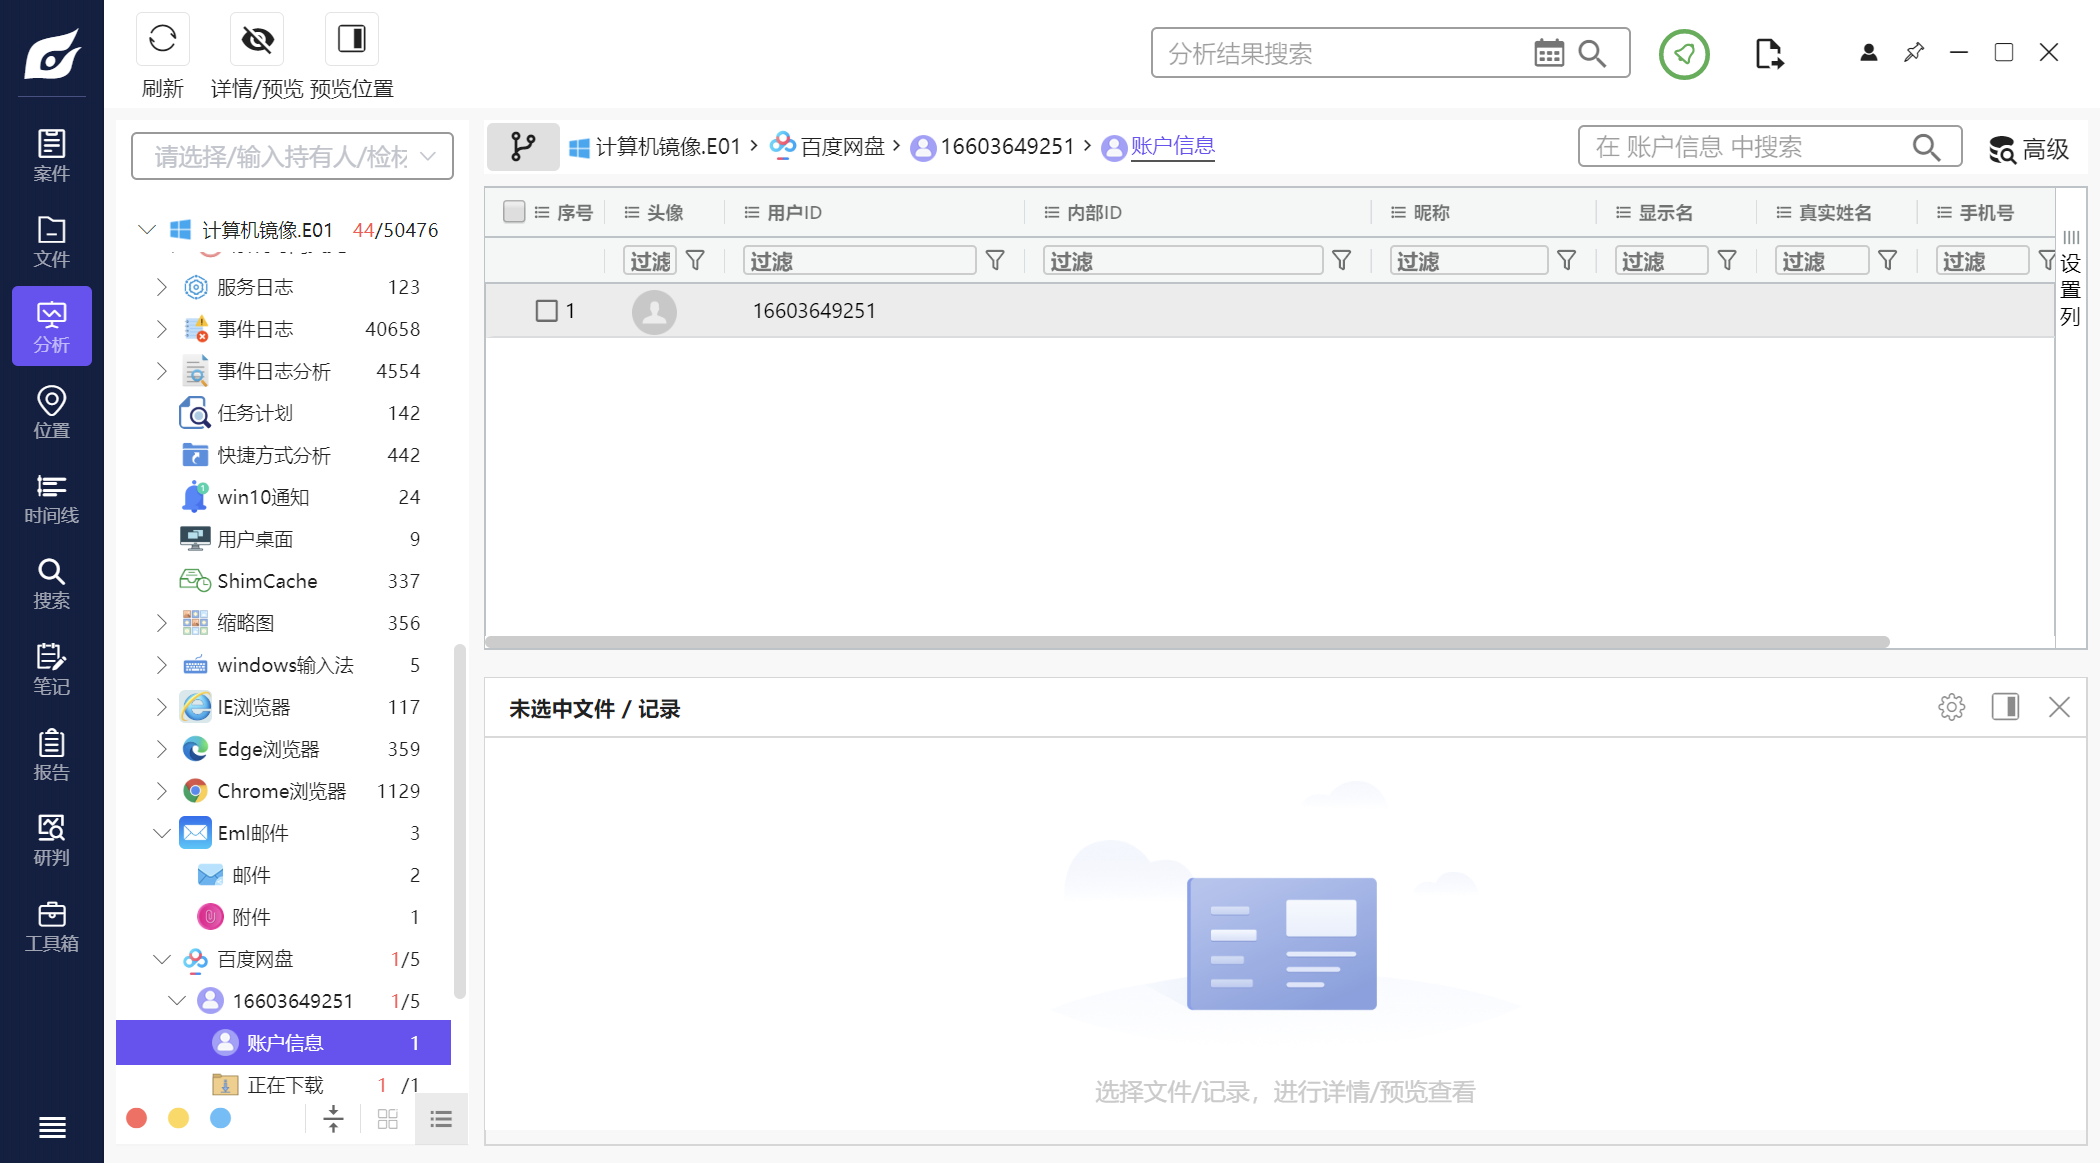 刷新
详情/预览
预览位置
分析结果搜索
案件
文件
分析
位置
时间线
搜索
笔记
报告
研判
工具箱
请选择/输入持有人/检材
计算机镜像.E01 44/50476
服务日志 123
事件日志 40658
事件日志分析 4554
任务计划 142
快捷方式分析 442
win10通知 24
用户桌面 9
ShimCache 337
缩略图 356
windows输入法 5
IE浏览器 117
Edge浏览器 359
Chrome浏览器 1129
Eml邮件 3
邮件 2
附件 1
百度网盘 1/5
16603649251 1/5
账户信息 1
正在下载 1 /1
计算机镜像.E01 › 百度网盘 › 16603649251 › 账户信息
在 账户信息 中搜索
高级
序号 头像 用户ID 内部ID 昵称 显示名 真实姓名 手机号
过滤 过滤 过滤 过滤 过滤 过滤 过滤
1 16603649251
设置列
未选中文件 / 记录
选择文件/记录，进行详情/预览查看